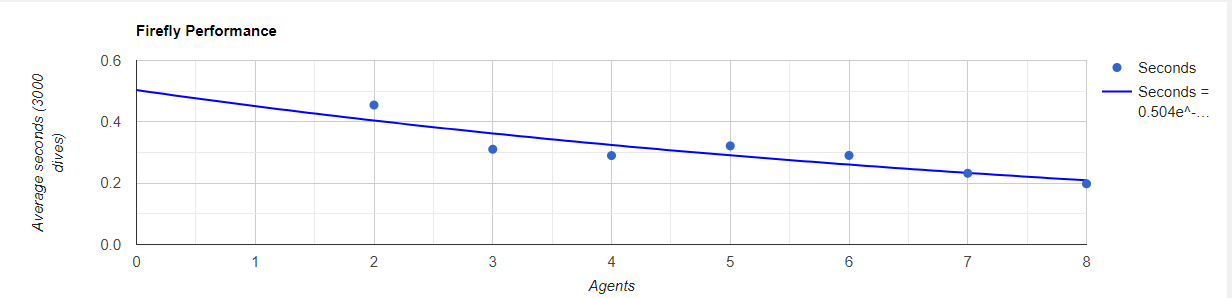 Firefly Performance
Average seconds (3000
dives)
0.6
0.4
0.2
0.0
0 1 2 3 4 5 6 7 8
Agents
Seconds
Seconds =
0.504e^-...